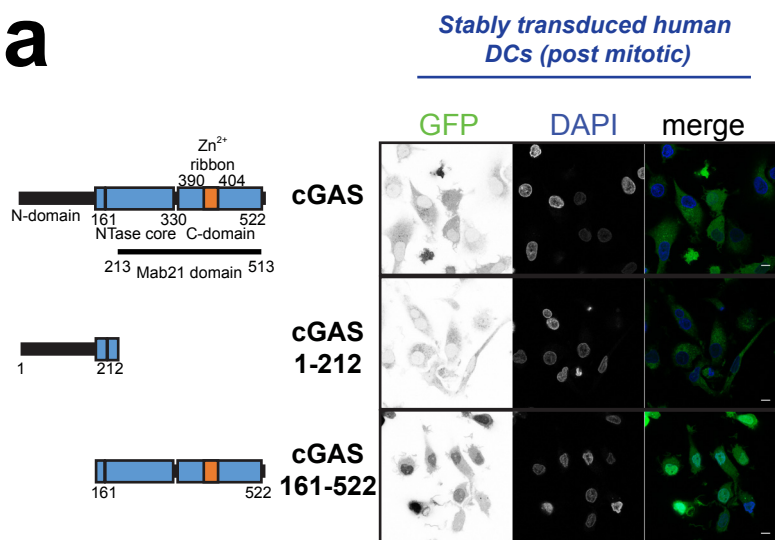 a
Stably transduced human
DCs (post mitotic)
GFP DAPI merge
Zn2+
ribbon
390 404
cGAS
N-domain 161 330 522
NTase core C-domain
213 Mab21 domain 513
cGAS
1-212
1 212
cGAS
161-522
161 522